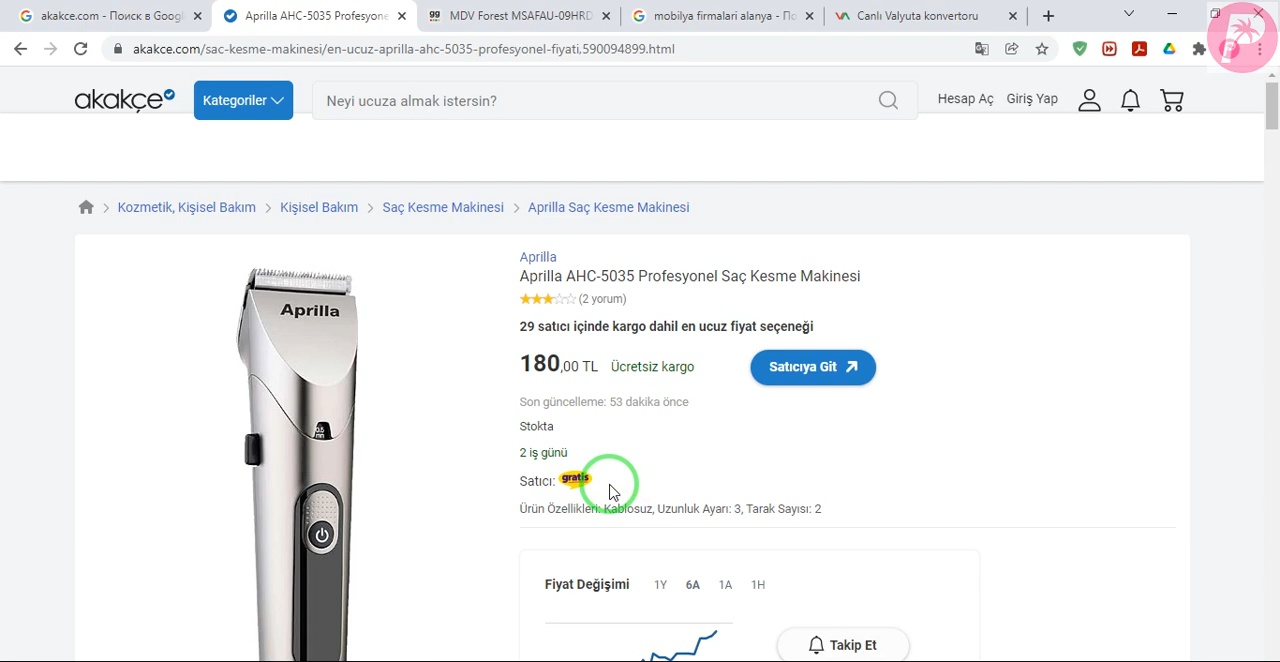 akakce.com - Поиск в Googl
Aprilla AHC-5035 Profesyone
MDV Forest MSAFAU-09HRD
mobilya firmalari alanya - По
Canlı Valyuta konvertoru
akakce.com/sac-kesme-makinesi/en-ucuz-aprilla-ahc-5035-profesyonel-fiyati,590094899.html
akakçe
Kategoriler
Neyi ucuza almak istersin?
Hesap Aç
Giriş Yap
Kozmetik, Kişisel Bakım
Kişisel Bakım
Saç Kesme Makinesi
Aprilla Saç Kesme Makinesi
Aprilla
Aprilla
Aprilla AHC-5035 Profesyonel Saç Kesme Makinesi
(2 yorum)
29 satıcı içinde kargo dahil en ucuz fiyat seçeneği
180,00 TL Ücretsiz kargo
Satıcıya Git
Son güncelleme: 53 dakika önce
Stokta
2 iş günü
Satıcı: gratis
Ürün Özellikleri: Kablosuz, Uzunluk Ayarı: 3, Tarak Sayısı: 2
Fiyat Değişimi 1Y 6A 1A 1H
Takip Et